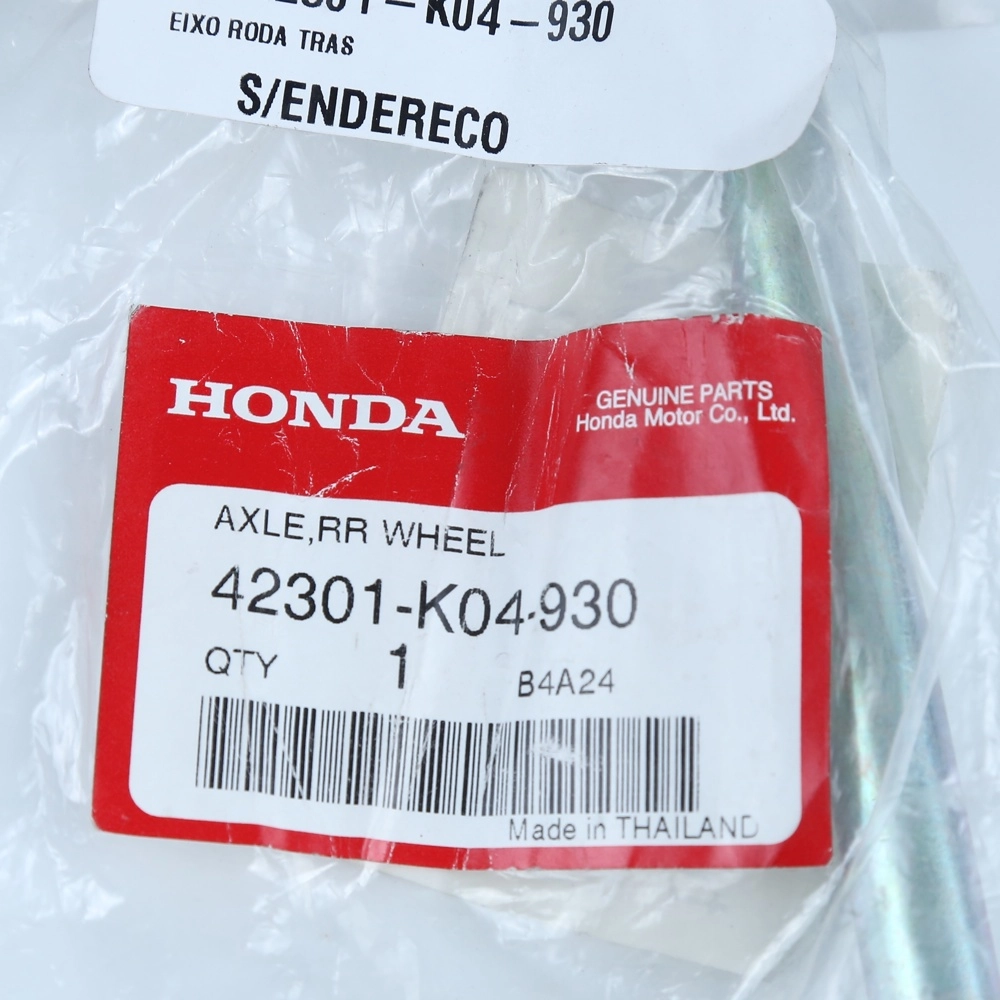 2301-K04-930
EIXO RODA TRAS
S/ENDERECO
HONDA
GENUINE PARTS
Honda Motor Co., Ltd.
AXLE,RR WHEEL
42301-K04-930
QTY 1 B4A24
Made in THAILAND